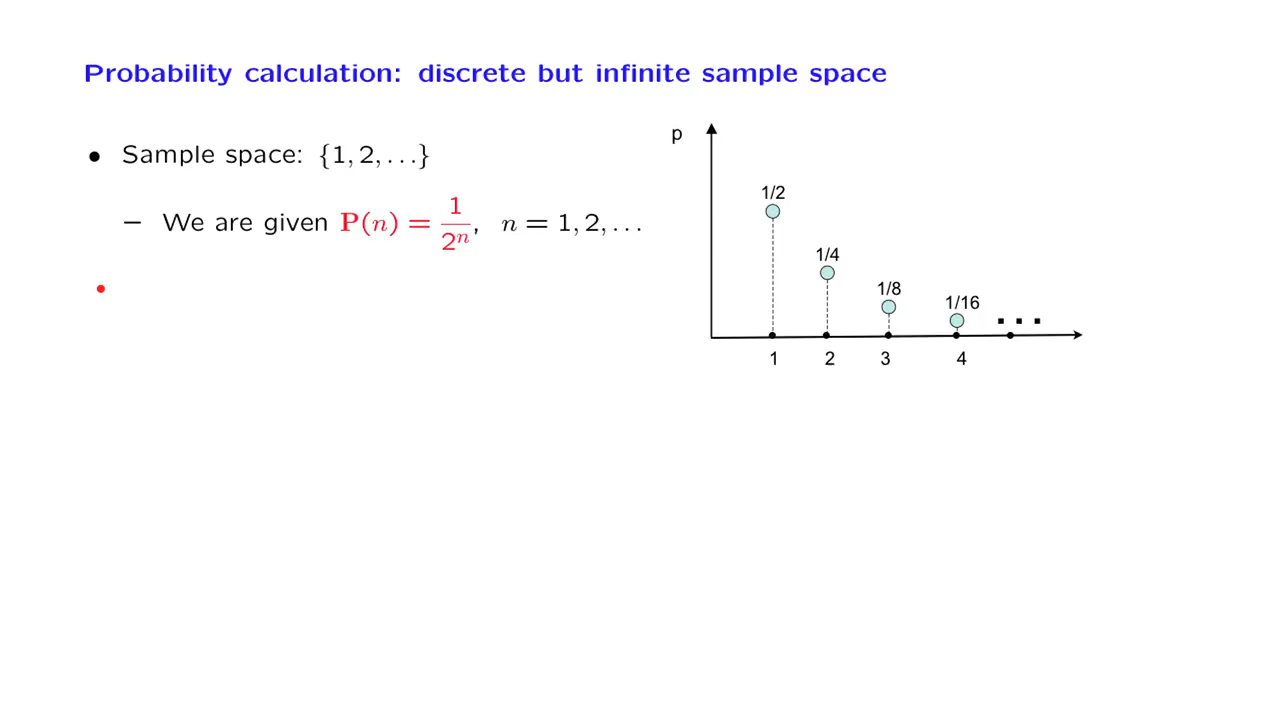 Probability calculation: discrete but infinite sample space
• Sample space: {1, 2, . . .}
– We are given P(n) = 1/2ⁿ, n = 1, 2, . . .
•
p
1/2
1/4
1/8
1/16
. . .
1 2 3 4